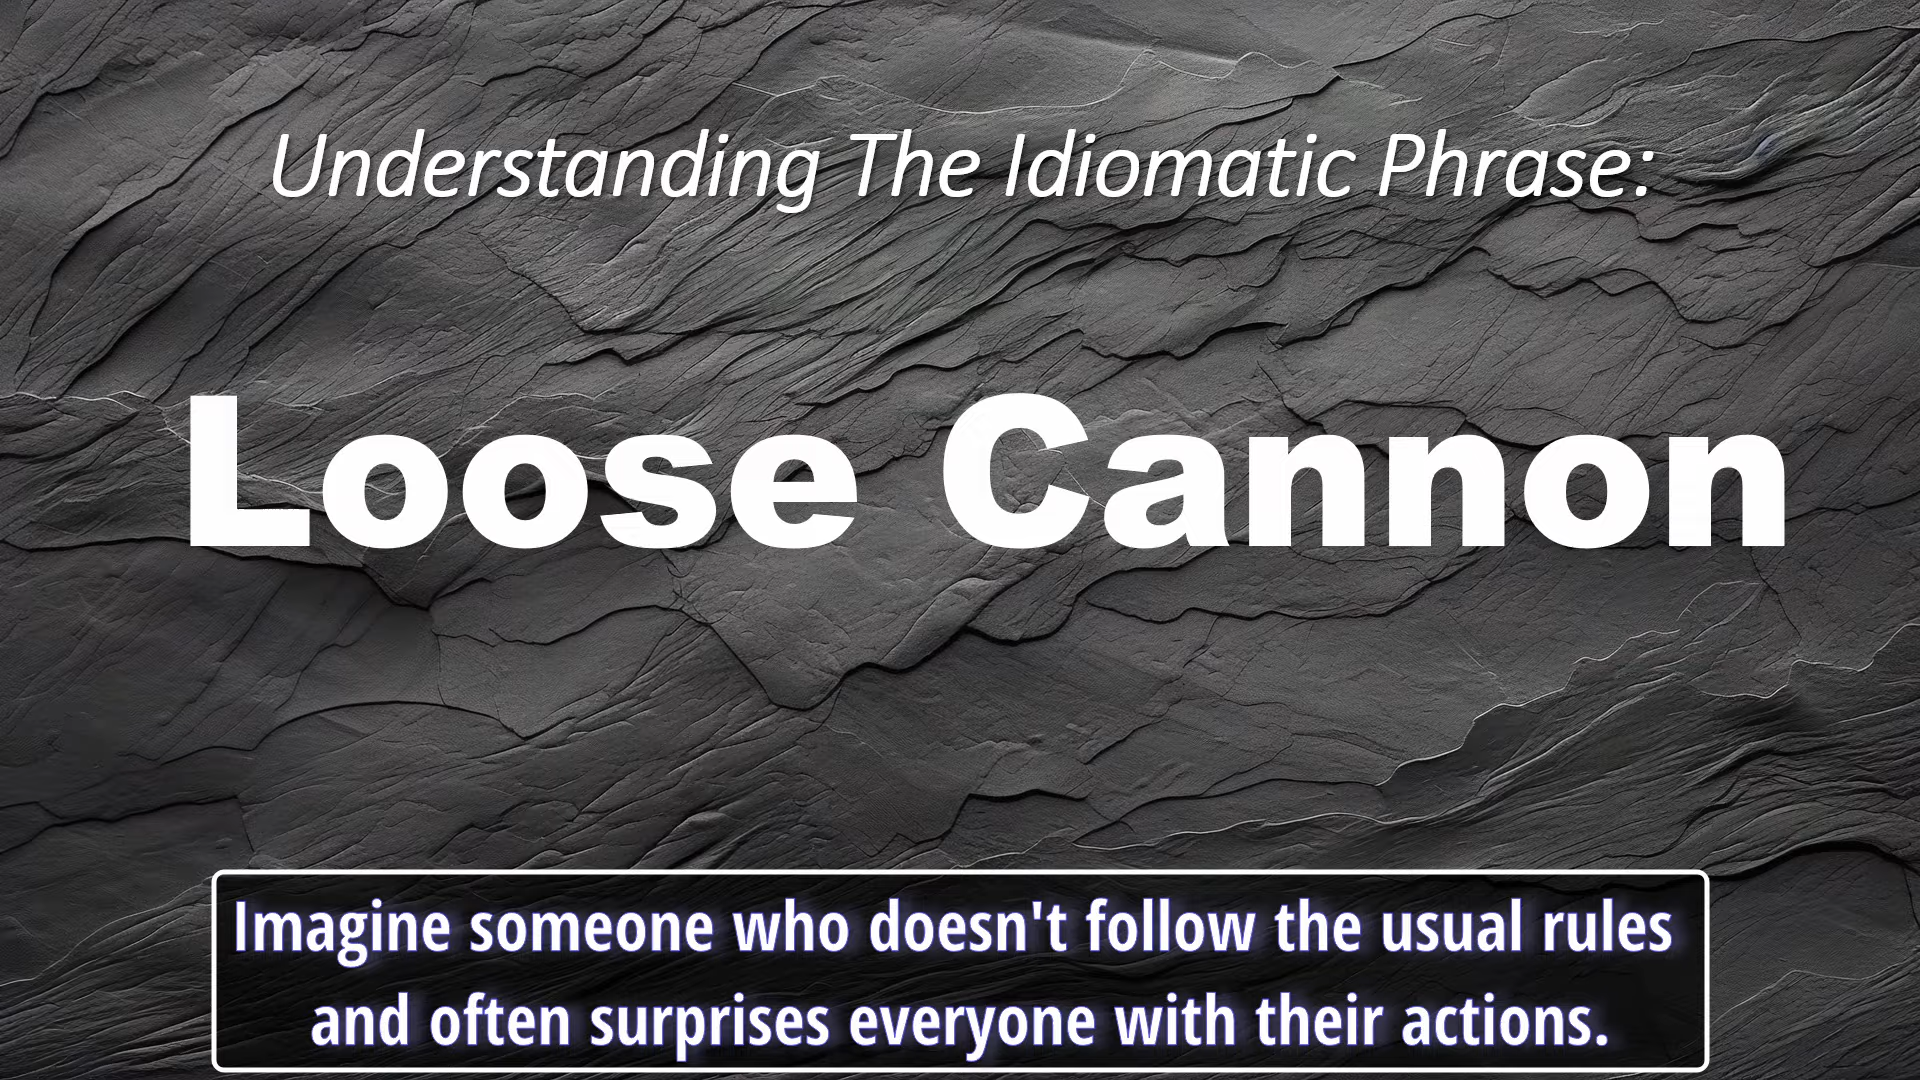 Understanding The Idiomatic Phrase:
Loose Cannon
Imagine someone who doesn't follow the usual rules
and often surprises everyone with their actions.